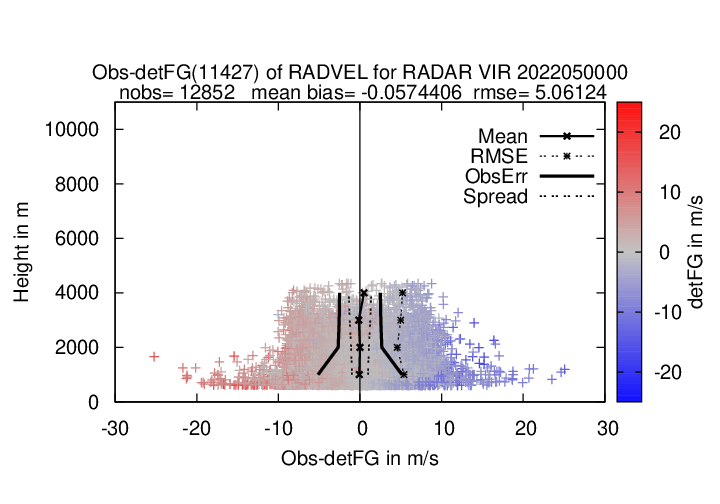 Obs-detFG(11427) of RADVEL for RADAR VIR 2022050000
nobs= 12852 mean bias= -0.0574406 rmse= 5.06124
10000
8000
6000
4000
2000
0
Height in m
-30
-20
-10
0
10
20
30
Obs-detFG in m/s
Mean
RMSE
ObsErr
Spread
20
10
0
-10
-20
detFG in m/s